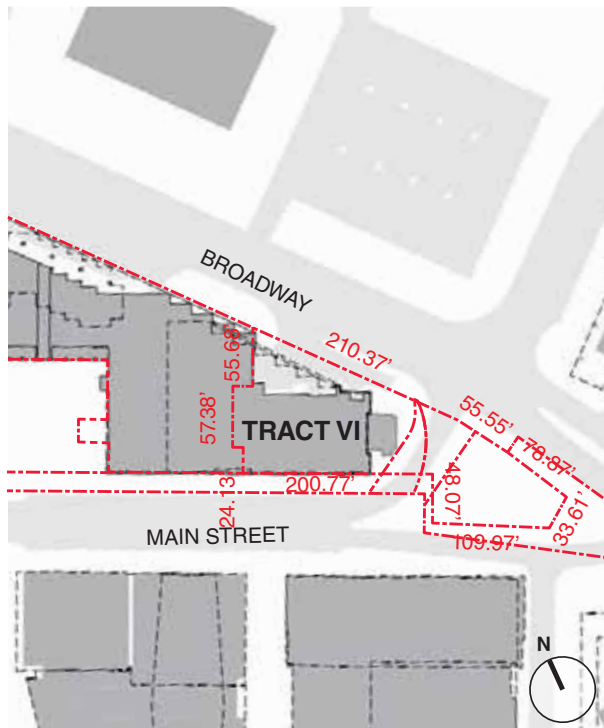 BROADWAY
210.37’
55.68’
57.38’
TRACT VI
55.55’
78.87’
200.77’
24.13’
48.07’
33.61’
109.97’
MAIN STREET
N